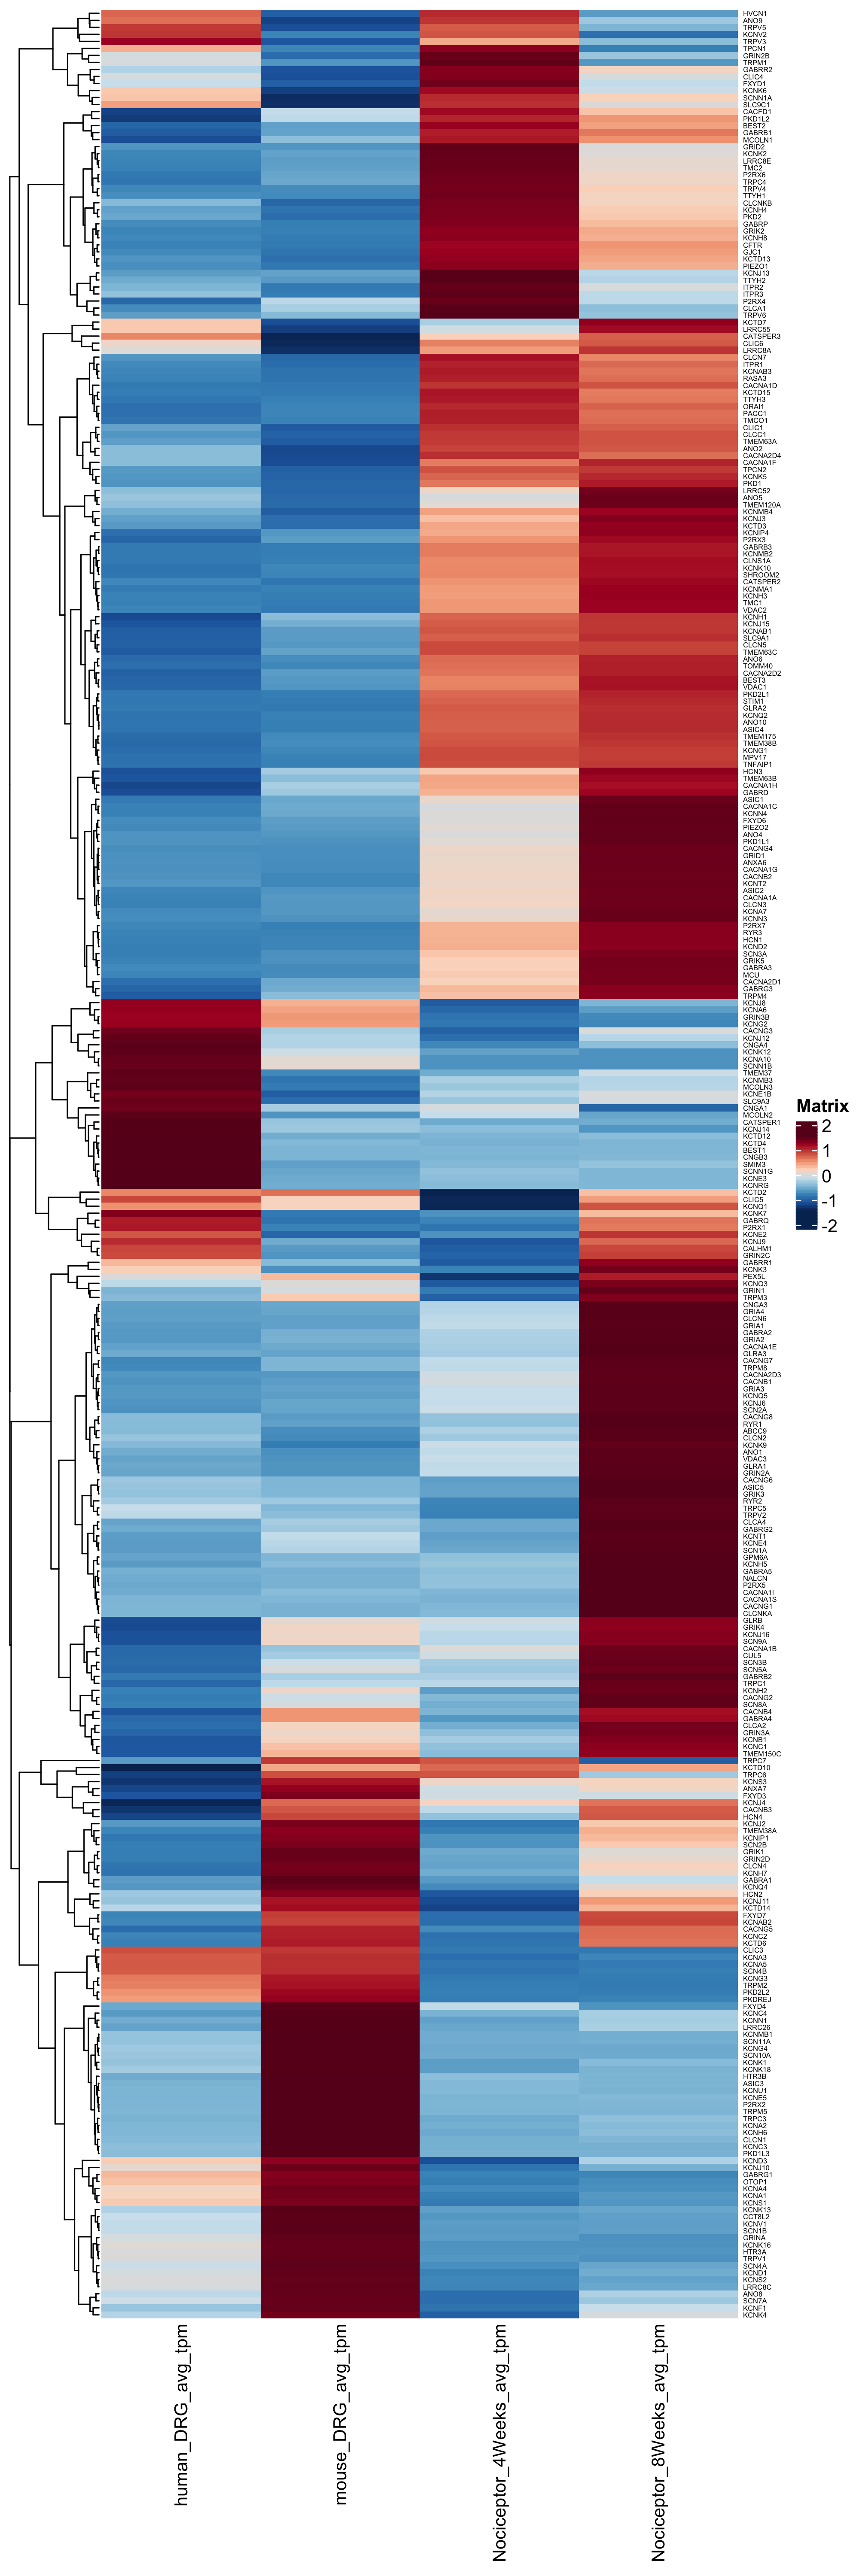 HVCN1
ANO9
TRPV5
KCNV2
TRPV3
TPCN1
GRIN2B
TRPM1
GABRR2
CLIC4
FXYD1
KCNK6
SCNN1A
SLC9C1
CACFD1
PKD1L2
BEST2
GABRB1
MCOLN1
GRID2
KCNK2
LRRC8E
TMC2
P2RX6
TRPC4
TRPV4
TTYH1
CLCNKB
KCNH4
PKD2
GABRP
GRIK2
KCNH8
CFTR
GJC1
KCTD13
PIEZO1
KCNJ13
TTYH2
ITPR2
ITPR3
P2RX4
CLCA1
TRPV6
KCTD7
LRRC55
CATSPER3
CLIC6
LRRC8A
CLCN7
ITPR1
KCNAB3
RASA3
CACNA1D
KCTD15
TTYH3
ORAI1
PACC1
TMCO1
CLIC1
CLCC1
TMEM63A
ANO2
CACNA2D4
CACNA1F
TPCN2
KCNK5
PKD1
LRRC52
ANO5
TMEM120A
KCNMB4
KCNJ3
KCTD3
KCNIP4
P2RX3
GABRB3
KCNMB2
CLNS1A
KCNK10
SHROOM2
CATSPER2
KCNMA1
KCNH3
TMC1
VDAC2
KCNH1
KCNJ15
KCNAB1
SLC9A1
CLCN5
TMEM63C
ANO6
TOMM40
CACNA2D2
BEST3
VDAC1
PKD2L1
STIM1
GLRA2
KCNQ2
ANO10
ASIC4
TMEM175
TMEM38B
KCNG1
MPV17
TNFAIP1
HCN3
TMEM63B
CACNA1H
GABRD
ASIC1
CACNA1C
KCNN4
FXYD6
PIEZO2
ANO4
PKD1L1
CACNG4
GRID1
ANXA6
CACNA1G
CACNB2
KCNT2
ASIC2
CACNA1A
CLCN3
KCNA7
KCNN3
P2RX7
RYR3
HCN1
KCND2
SCN3A
GRIK5
GABRA3
MCU
CACNA2D1
GABRG3
TRPM4
KCNJ8
KCNA6
GRIN3B
KCNG2
CACNG3
KCNJ12
CNGA4
KCNK12
KCNA10
SCNN1B
TMEM37
KCNMB3
MCOLN3
KCNE1B
SLC9A3
CNGA1
MCOLN2
CATSPER1
KCNJ14
KCTD12
KCTD4
BEST1
CNGB3
SMIM3
SCNN1G
KCNE3
KCNRG
KCTD2
CLIC5
KCNQ1
KCNK7
GABRQ
P2RX1
KCNE2
KCNJ9
CALHM1
GRIN2C
GABRR1
KCNK3
PEX5L
KCNQ3
GRIN1
TRPM3
CNGA3
GRIA4
CLCN6
GRIA1
GABRA2
GRIA2
CACNA1E
GLRA3
CACNG7
TRPM8
CACNA2D3
CACNB1
GRIA3
KCNQ5
KCNJ6
SCN2A
CACNG8
RYR1
ABCC9
CLCN2
KCNK9
ANO1
VDAC3
GLRA1
GRIN2A
CACNG6
ASIC5
GRIK3
RYR2
TRPC5
TRPV2
CLCA4
GABRG2
KCNT1
KCNE4
SCN1A
GPM6A
KCNH5
GABRA5
NALCN
P2RX5
CACNA1I
CACNA1S
CACNG1
CLCNKA
GLRB
GRIK4
KCNJ16
SCN9A
CACNA1B
CUL5
SCN3B
SCN5A
GABRB2
TRPC1
KCNH2
CACNG2
SCN8A
CACNB4
GABRA4
CLCA2
GRIN3A
KCNB1
KCNC1
TMEM150C
TRPC7
KCTD10
TRPC6
KCNS3
ANXA7
FXYD3
KCNJ4
CACNB3
HCN4
KCNJ2
TMEM38A
KCNIP1
SCN2B
GRIK1
GRIN2D
CLCN4
KCNH7
GABRA1
KCNQ4
HCN2
KCNJ11
KCTD14
FXYD7
KCNAB2
CACNG5
KCNC2
KCTD6
CLIC3
KCNA3
KCNA5
SCN4B
KCNG3
TRPM2
PKD2L2
PKDREJ
FXYD4
KCNC4
KCNN1
LRRC26
KCNMB1
SCN11A
KCNG4
SCN10A
KCNK1
KCNK18
HTR3B
ASIC3
KCNU1
KCNE5
P2RX2
TRPM5
TRPC3
KCNA2
KCNH6
CLCN1
KCNC3
PKD1L3
KCND3
KCNJ10
GABRG1
OTOP1
KCNA4
KCNA1
KCNS1
KCNK13
CCT8L2
KCNV1
SCN1B
GRINA
KCNK16
HTR3A
TRPV1
SCN4A
KCND1
KCNS2
LRRC8C
ANO8
SCN7A
KCNF1
KCNK4
Matrix
2
1
0
-1
-2
human_DRG_avg_tpm
mouse_DRG_avg_tpm
Nociceptor_4Weeks_avg_tpm
Nociceptor_8Weeks_avg_tpm